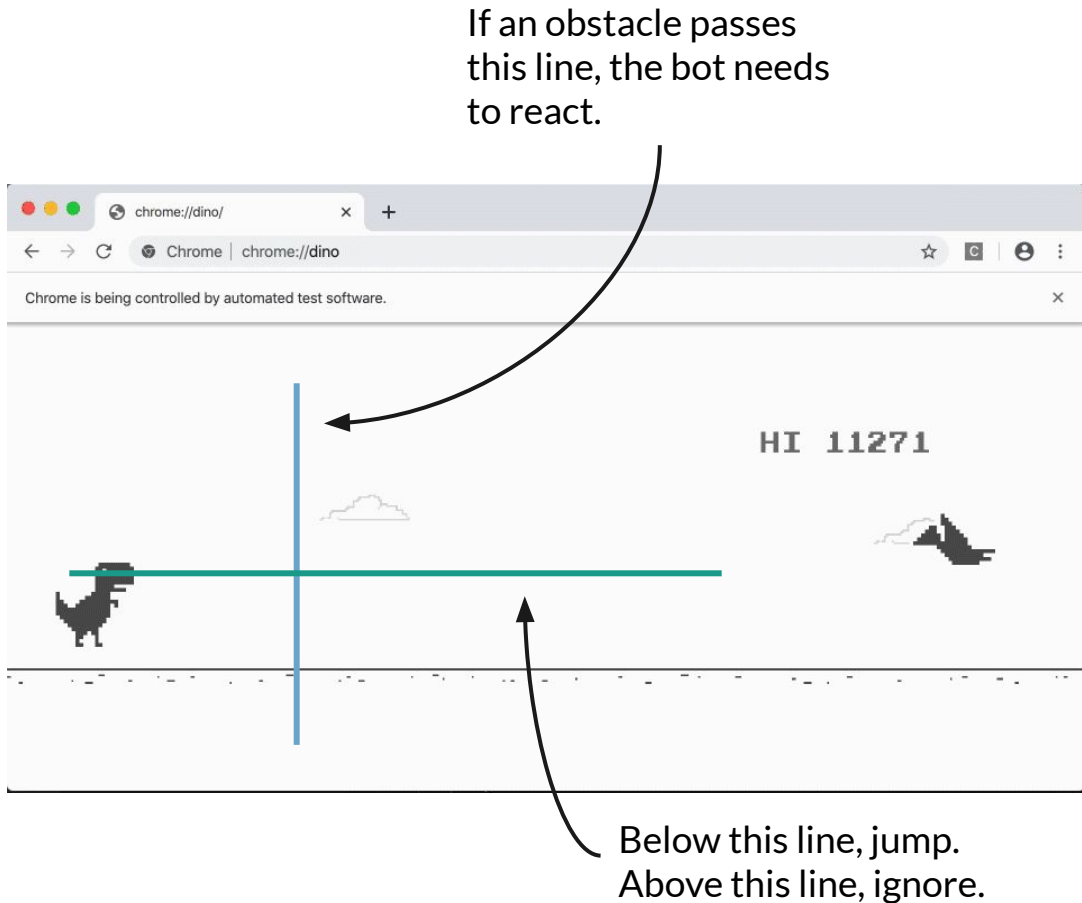 If an obstacle passes
this line, the bot needs
to react.
chrome://dino/
Chrome | chrome://dino
C
Chrome is being controlled by automated test software.
HI 11271
Below this line, jump.
Above this line, ignore.